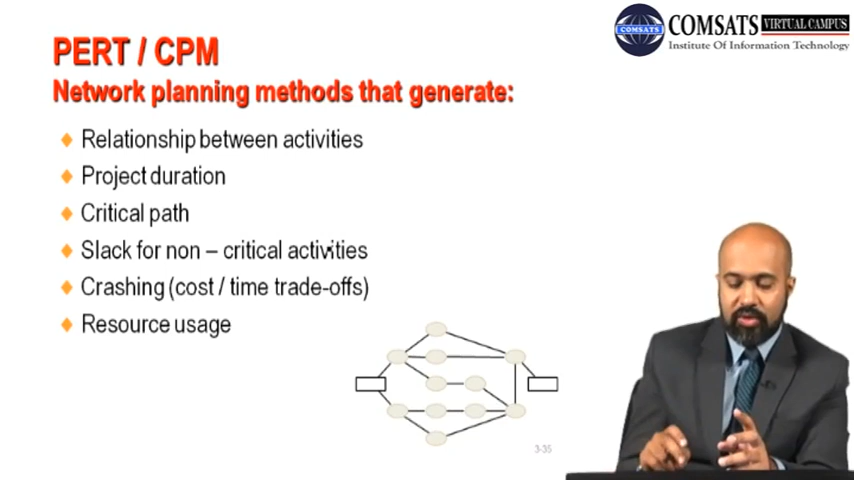 PERT / CPM
Network planning methods that generate:
Relationship between activities
Project duration
Critical path
Slack for non – critical activities
Crashing (cost / time trade-offs)
Resource usage
3-35
COMSATS
COMSATS VIRTUAL CAMPUS
Institute Of Information Technology